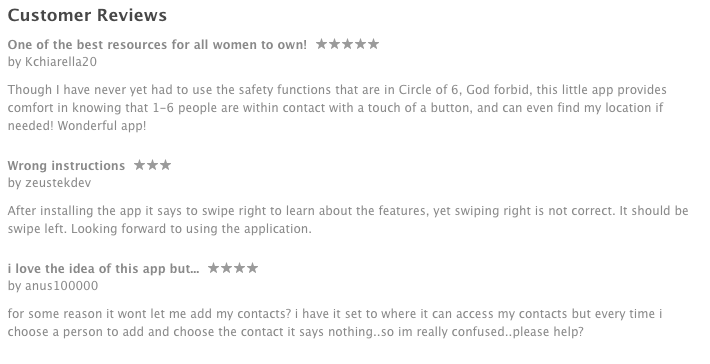 Customer Reviews
One of the best resources for all women to own! ★★★★★
by Kchiarella20
Though I have never yet had to use the safety functions that are in Circle of 6, God forbid, this little app provides
comfort in knowing that 1-6 people are within contact with a touch of a button, and can even find my location if
needed! Wonderful app!
Wrong instructions ★★★
by zeustekdev
After installing the app it says to swipe right to learn about the features, yet swiping right is not correct. It should be
swipe left. Looking forward to using the application.
i love the idea of this app but... ★★★★
by anus100000
for some reason it wont let me add my contacts? i have it set to where it can access my contacts but every time i
choose a person to add and choose the contact it says nothing..so im really confused..please help?